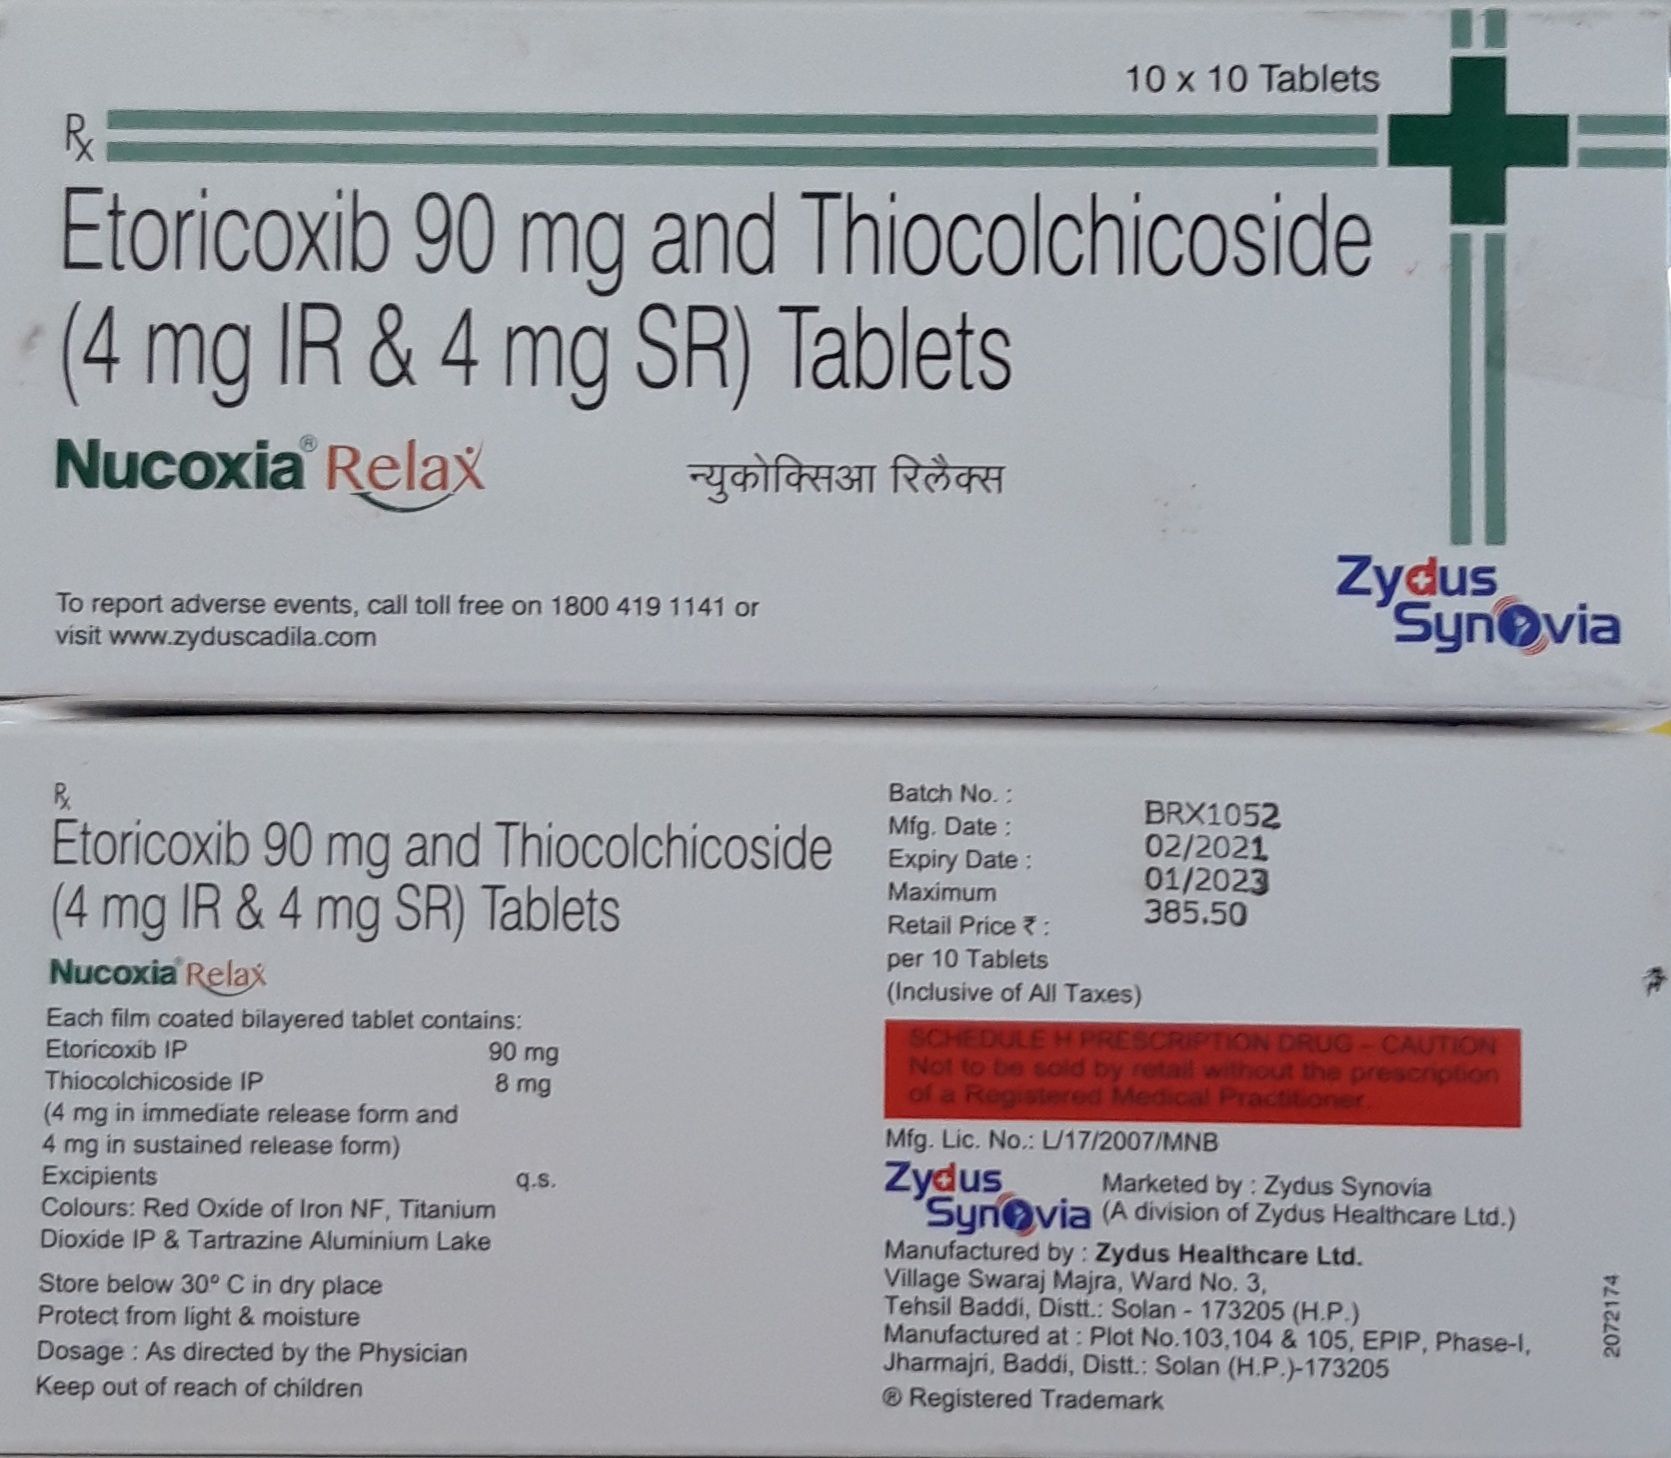 10 x 10 Tablets
Rx
Etoricoxib 90 mg and Thiocolchicoside
(4 mg IR & 4 mg SR) Tablets
Nucoxia® Relax
न्युकोक्सिआ रिलैक्स
To report adverse events, call toll free on 1800 419 1141 or
visit www.zyduscadila.com
Zydus
Synovia
Rx
Etoricoxib 90 mg and Thiocolchicoside
(4 mg IR & 4 mg SR) Tablets
Nucoxia® Relax
Each film coated bilayered tablet contains:
Etoricoxib IP 90 mg
Thiocolchicoside IP 8 mg
(4 mg in immediate release form and
4 mg in sustained release form)
Excipients q.s.
Colours: Red Oxide of Iron NF, Titanium
Dioxide IP & Tartrazine Aluminium Lake
Store below 30º C in dry place
Protect from light & moisture
Dosage : As directed by the Physician
Keep out of reach of children
Batch No. : BRX1052
Mfg. Date : 02/2021
Expiry Date : 01/2023
Maximum 385.50
Retail Price ₹ :
per 10 Tablets
(Inclusive of All Taxes)
SCHEDULE H PRESCRIPTION DRUG – CAUTION
Not to be sold by retail without the prescription
of a Registered Medical Practitioner.
Mfg. Lic. No.: L/17/2007/MNB
Zydus
Synovia
Marketed by : Zydus Synovia
(A division of Zydus Healthcare Ltd.)
Manufactured by : Zydus Healthcare Ltd.
Village Swaraj Majra, Ward No. 3,
Tehsil Baddi, Distt.: Solan - 173205 (H.P.)
Manufactured at : Plot No.103,104 & 105, EPIP, Phase-I,
Jharmajri, Baddi, Distt.: Solan (H.P.)-173205
® Registered Trademark
2072174